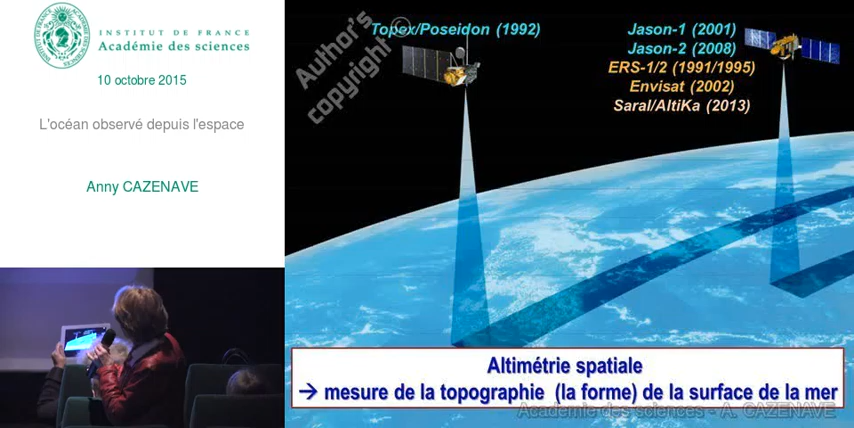 INSTITUT DE FRANCE
Académie des sciences
10 octobre 2015
L'océan observé depuis l'espace
Anny CAZENAVE
Author's
copyright ©
Topex/Poseidon (1992)
Jason-1 (2001)
Jason-2 (2008)
ERS-1/2 (1991/1995)
Envisat (2002)
Saral/AltiKa (2013)
Altimétrie spatiale
→ mesure de la topographie (la forme) de la surface de la mer
Académie des sciences - A. CAZENAVE